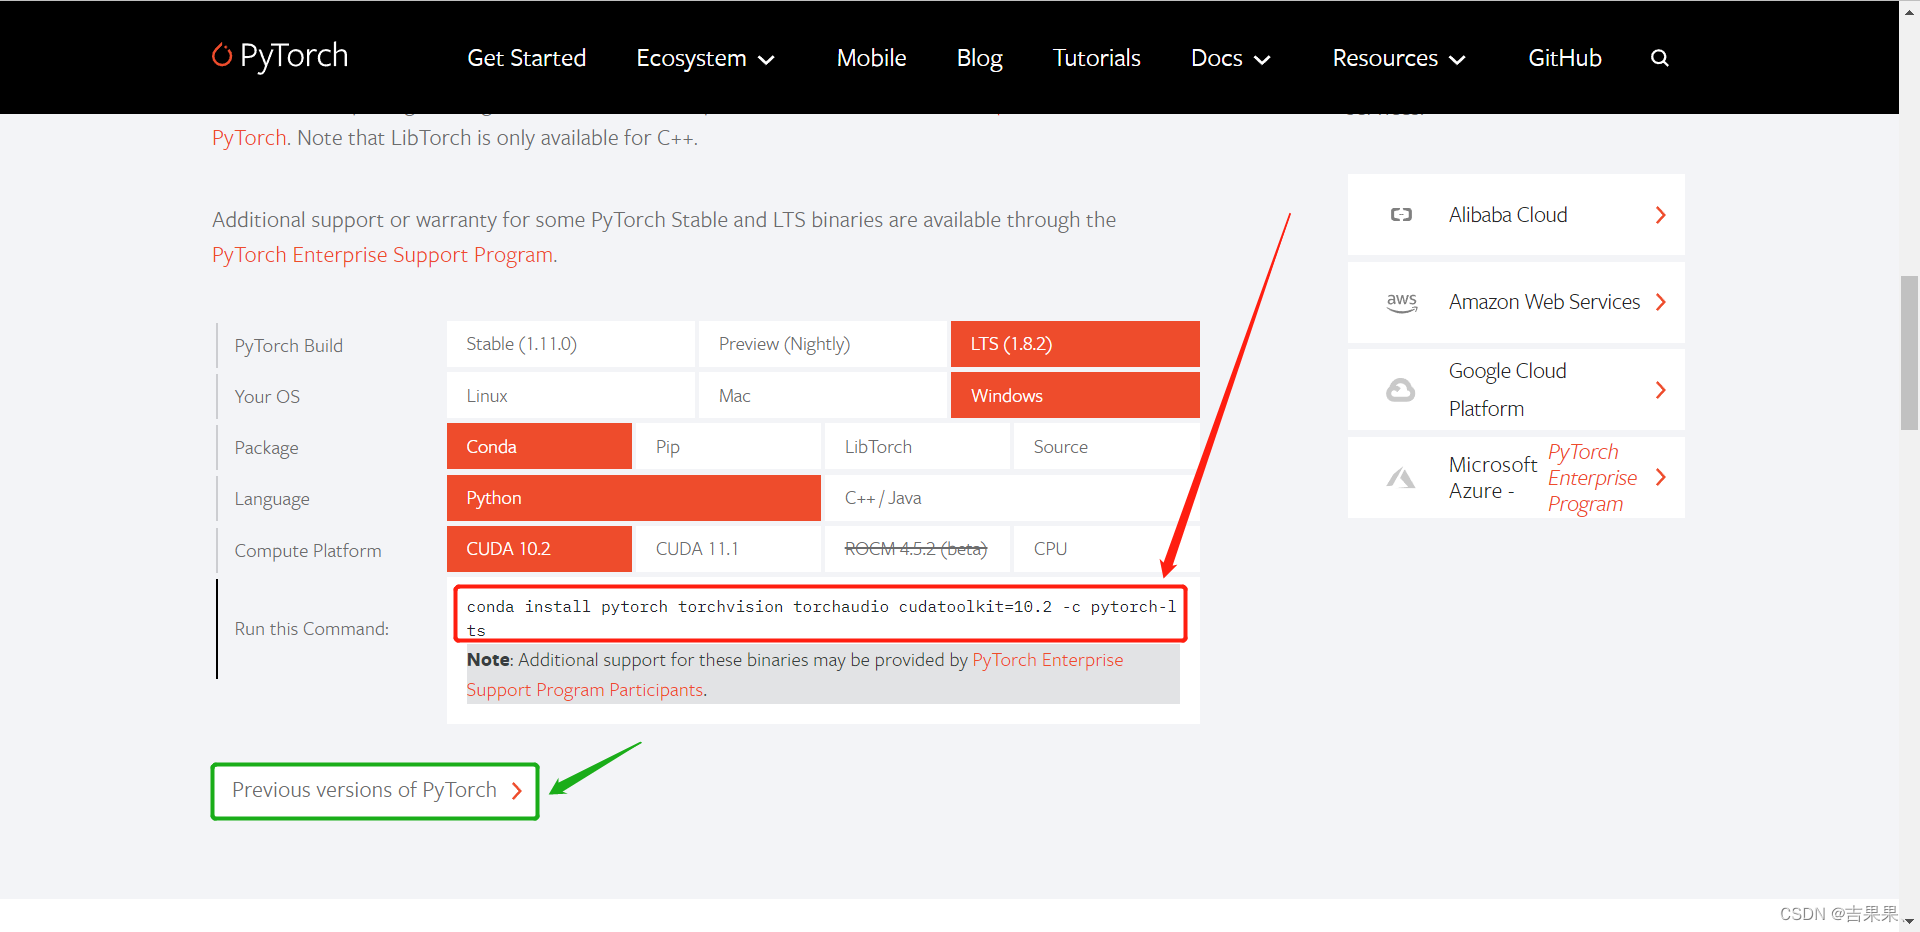 PyTorch
Get Started
Ecosystem
Mobile
Blog
Tutorials
Docs
Resources
GitHub
PyTorch. Note that LibTorch is only available for C++.
Additional support or warranty for some PyTorch Stable and LTS binaries are available through the
PyTorch Enterprise Support Program.
PyTorch Build
Stable (1.11.0)
Preview (Nightly)
LTS (1.8.2)
Your OS
Linux
Mac
Windows
Package
Conda
Pip
LibTorch
Source
Language
Python
C++ / Java
Compute Platform
CUDA 10.2
CUDA 11.1
ROCM 4.5.2 (beta)
CPU
Run this Command:
conda install pytorch torchvision torchaudio cudatoolkit=10.2 -c pytorch-l
ts
Note: Additional support for these binaries may be provided by PyTorch Enterprise
Support Program Participants.
Previous versions of PyTorch
Alibaba Cloud
aws
Amazon Web Services
Google Cloud
Platform
Microsoft
Azure -
PyTorch
Enterprise
Program
CSDN @吉果果